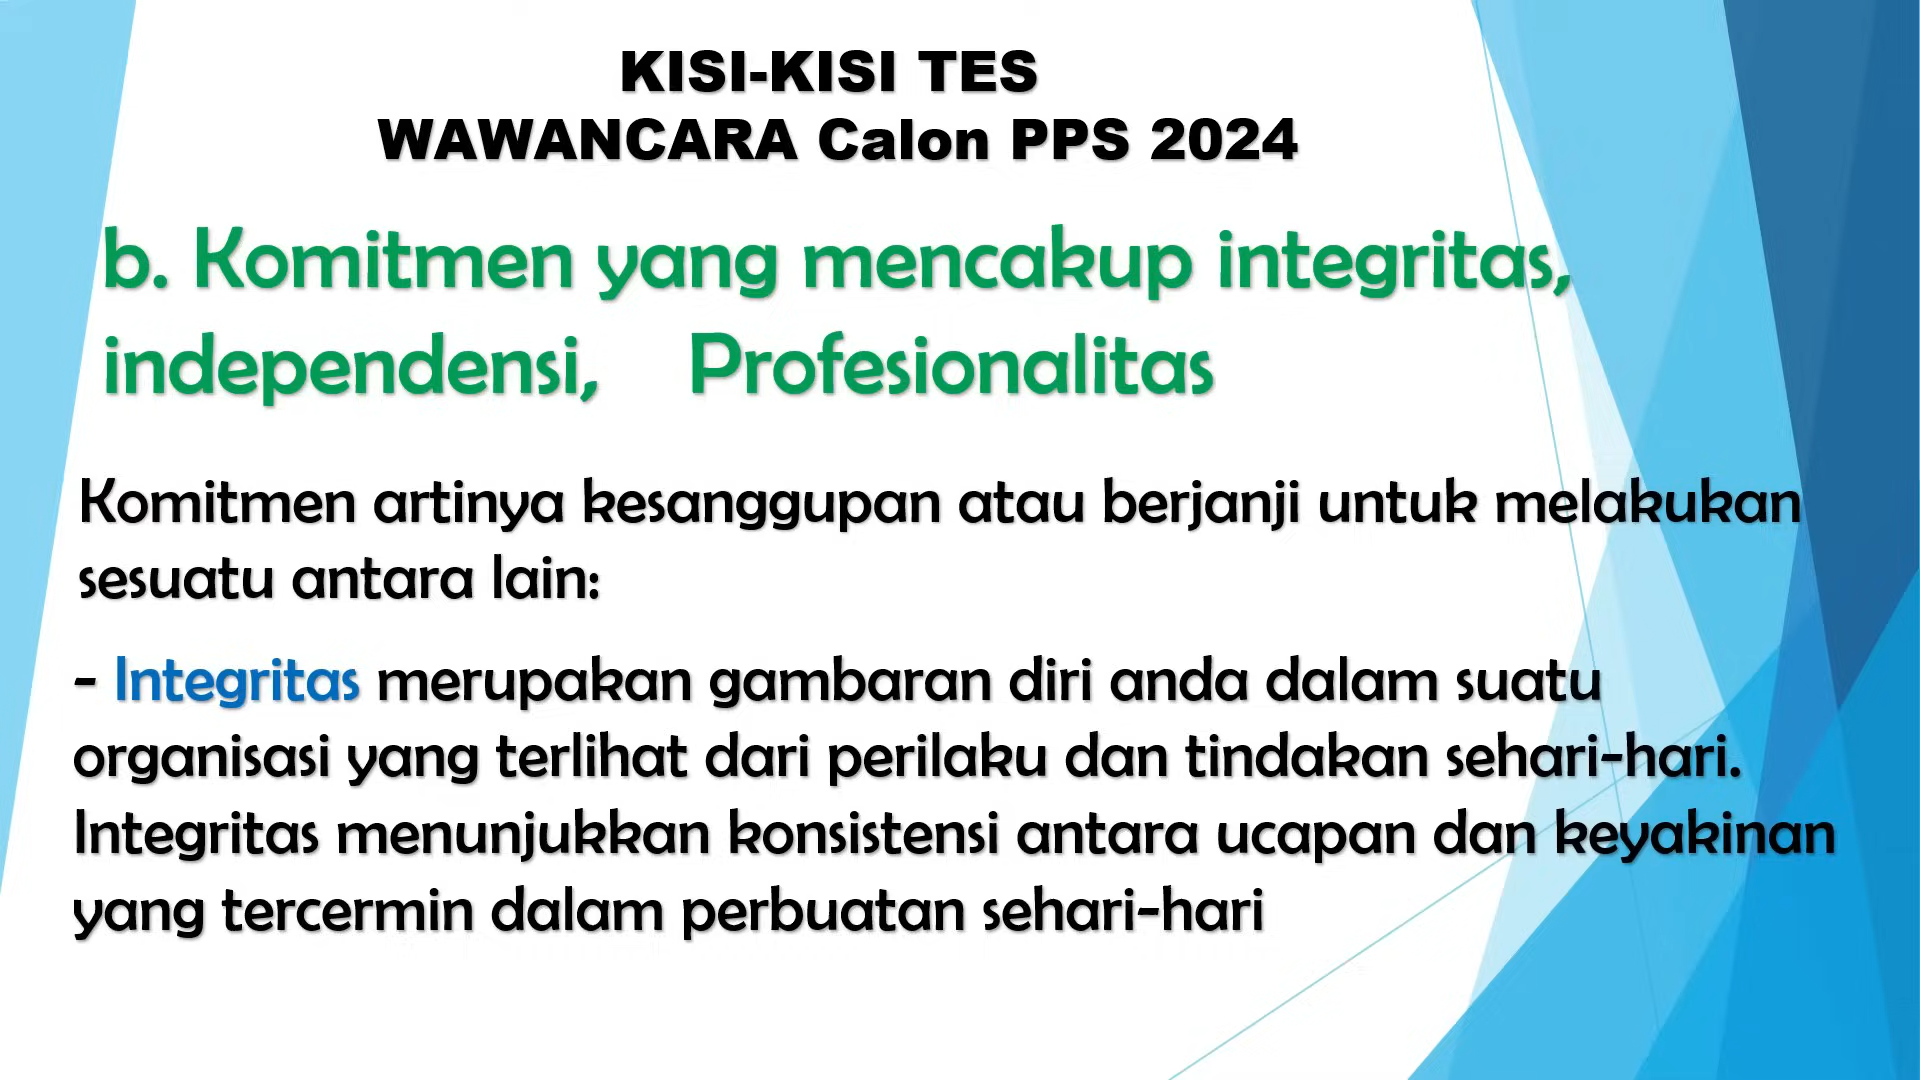 KISI-KISI TES
WAWANCARA Calon PPS 2024
b. Komitmen yang mencakup integritas,
independensi, Profesionalitas
Komitmen artinya kesanggupan atau berjanji untuk melakukan
sesuatu antara lain:
- Integritas merupakan gambaran diri anda dalam suatu
organisasi yang terlihat dari perilaku dan tindakan sehari-hari.
Integritas menunjukkan konsistensi antara ucapan dan keyakinan
yang tercermin dalam perbuatan sehari-hari